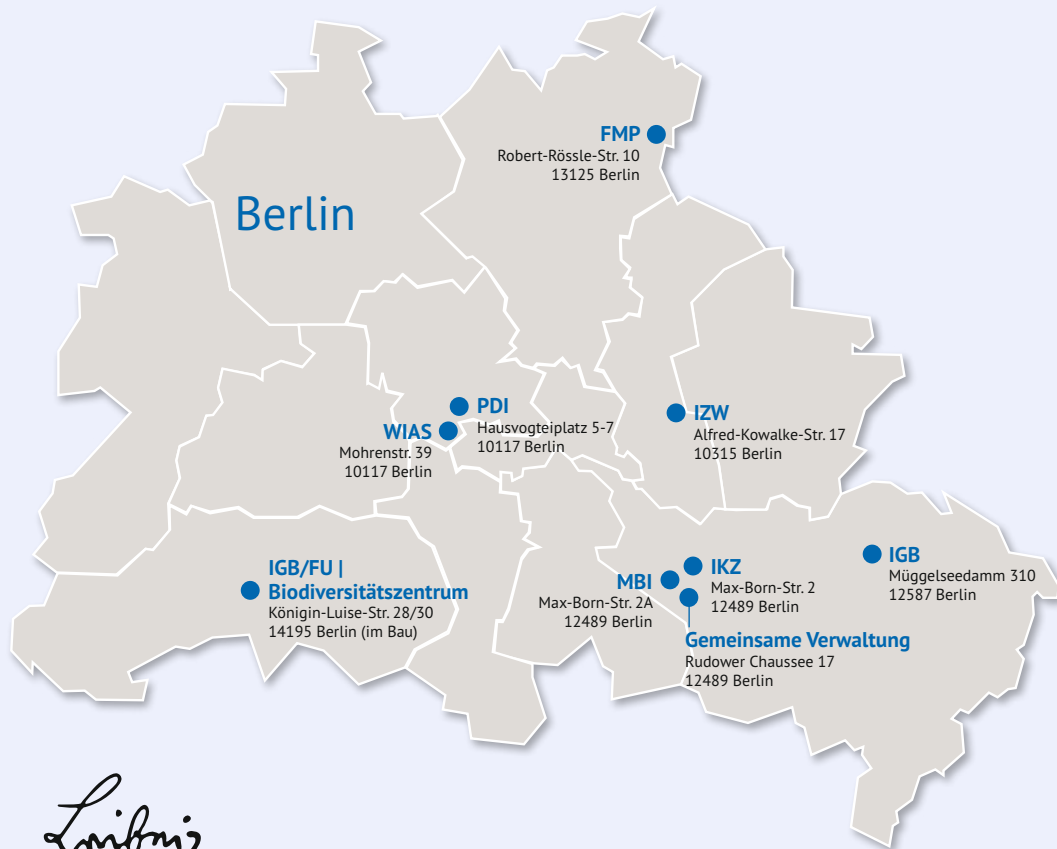 FMP
Robert-Rössle-Str. 10
13125 Berlin
Berlin
PDI
Hausvogteiplatz 5-7
10117 Berlin
WIAS
Mohrenstr. 39
10117 Berlin
IZW
Alfred-Kowalke-Str. 17
10315 Berlin
IGB/FU |
Biodiversitätszentrum
Königin-Luise-Str. 28/30
14195 Berlin (im Bau)
MBI
Max-Born-Str. 2A
12489 Berlin
IKZ
Max-Born-Str. 2
12489 Berlin
IGB
Müggelseedamm 310
12587 Berlin
Gemeinsame Verwaltung
Rudower Chaussee 17
12489 Berlin
Leibniz